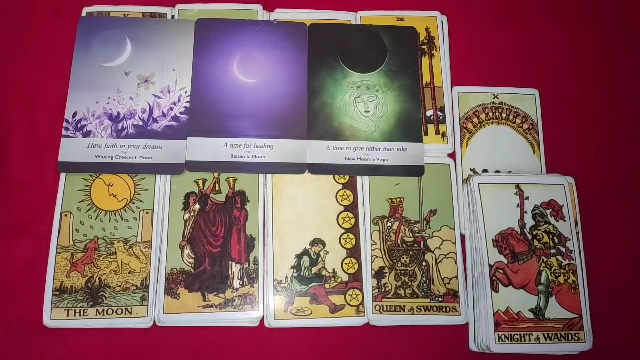 X
VII
Have faith in your dreams
Waxing Crescent Moon
A time for healing
Balsamic Moon
A time to give rather than take
New Moon in Virgo
X
THE MOON.
QUEEN of SWORDS.
KNIGHT of WANDS.